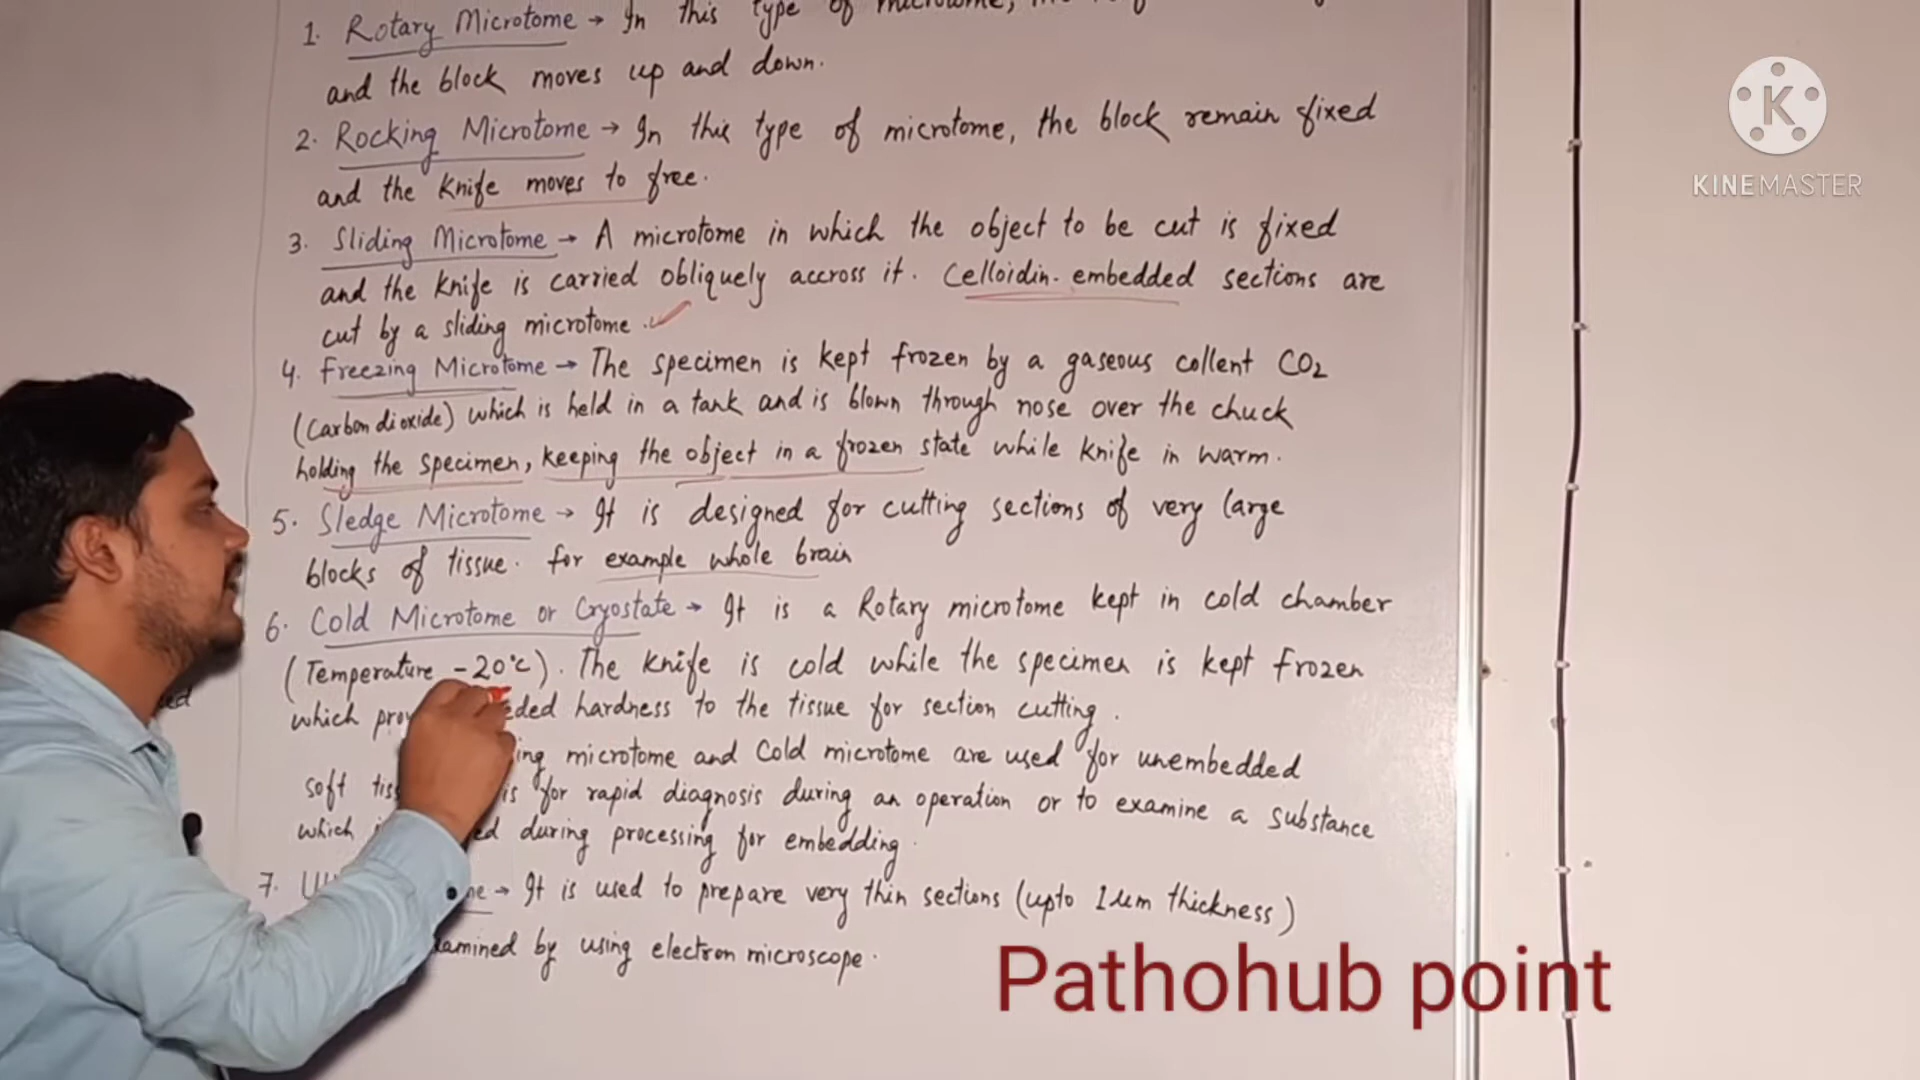 1. Rotary Microtome → In this type of microtome, the
and the block moves up and down.
2. Rocking Microtome → In this type of microtome, the block remain fixed
and the knife moves to free.
3. Sliding Microtome → A microtome in which the object to be cut is fixed
and the knife is carried obliquely accross it. Celloidin-embedded sections are
cut by a sliding microtome.
4. Freezing Microtome → The specimen is kept frozen by a gaseous collent CO2
(Carbon dioxide) which is held in a tank and is blown through nose over the chuck
holding the specimen, keeping the object in a frozen state while knife in warm.
5. Sledge Microtome → It is designed for cutting sections of very large
blocks of tissue. for example whole brain
6. Cold Microtome or Cryostate → It is a Rotary microtome kept in cold chamber
(Temperature -20°c). The knife is cold while the specimen is kept frozen
which eded hardness to the tissue for section cutting.
ing microtome and Cold microtome are used for unembedded
soft is for rapid diagnosis during an operation or to examine a substance
which during processing for embedding.
7. → It is used to prepare very thin sections (upto 1 um thickness)
amined by using electron microscope.
K
KINEMASTER
Pathohub point